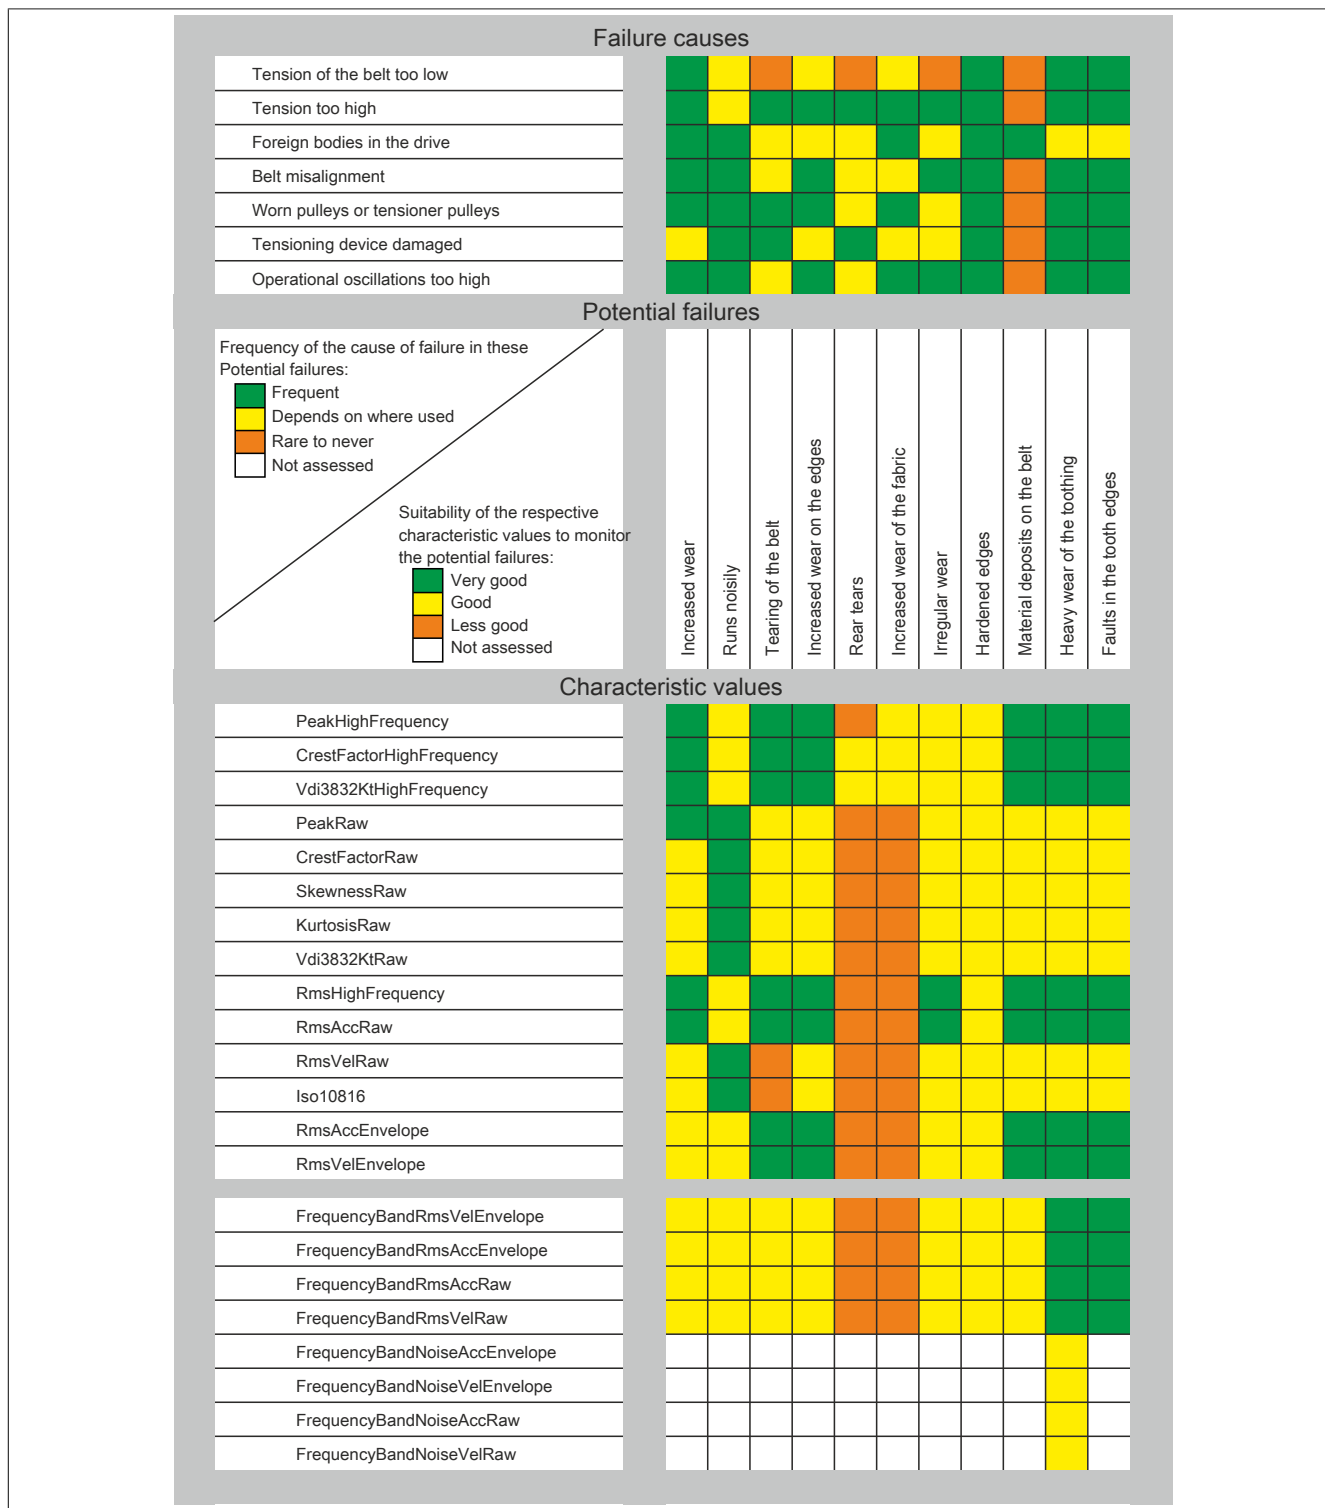 Failure causes
Tension of the belt too low
Tension too high
Foreign bodies in the drive
Belt misalignment
Worn pulleys or tensioner pulleys
Tensioning device damaged
Operational oscillations too high
Potential failures
Frequency of the cause of failure in these
Potential failures:
Frequent
Depends on where used
Rare to never
Not assessed
Suitability of the respective
characteristic values to monitor
the potential failures:
Very good
Good
Less good
Not assessed
Increased wear
Runs noisily
Tearing of the belt
Increased wear on the edges
Rear tears
Increased wear of the fabric
Irregular wear
Hardened edges
Material deposits on the belt
Heavy wear of the toothing
Faults in the tooth edges
Characteristic values
PeakHighFrequency
CrestFactorHighFrequency
Vdi3832KtHighFrequency
PeakRaw
CrestFactorRaw
SkewnessRaw
KurtosisRaw
Vdi3832KtRaw
RmsHighFrequency
RmsAccRaw
RmsVelRaw
Iso10816
RmsAccEnvelope
RmsVelEnvelope
FrequencyBandRmsVelEnvelope
FrequencyBandRmsAccEnvelope
FrequencyBandRmsAccRaw
FrequencyBandRmsVelRaw
FrequencyBandNoiseAccEnvelope
FrequencyBandNoiseVelEnvelope
FrequencyBandNoiseAccRaw
FrequencyBandNoiseVelRaw